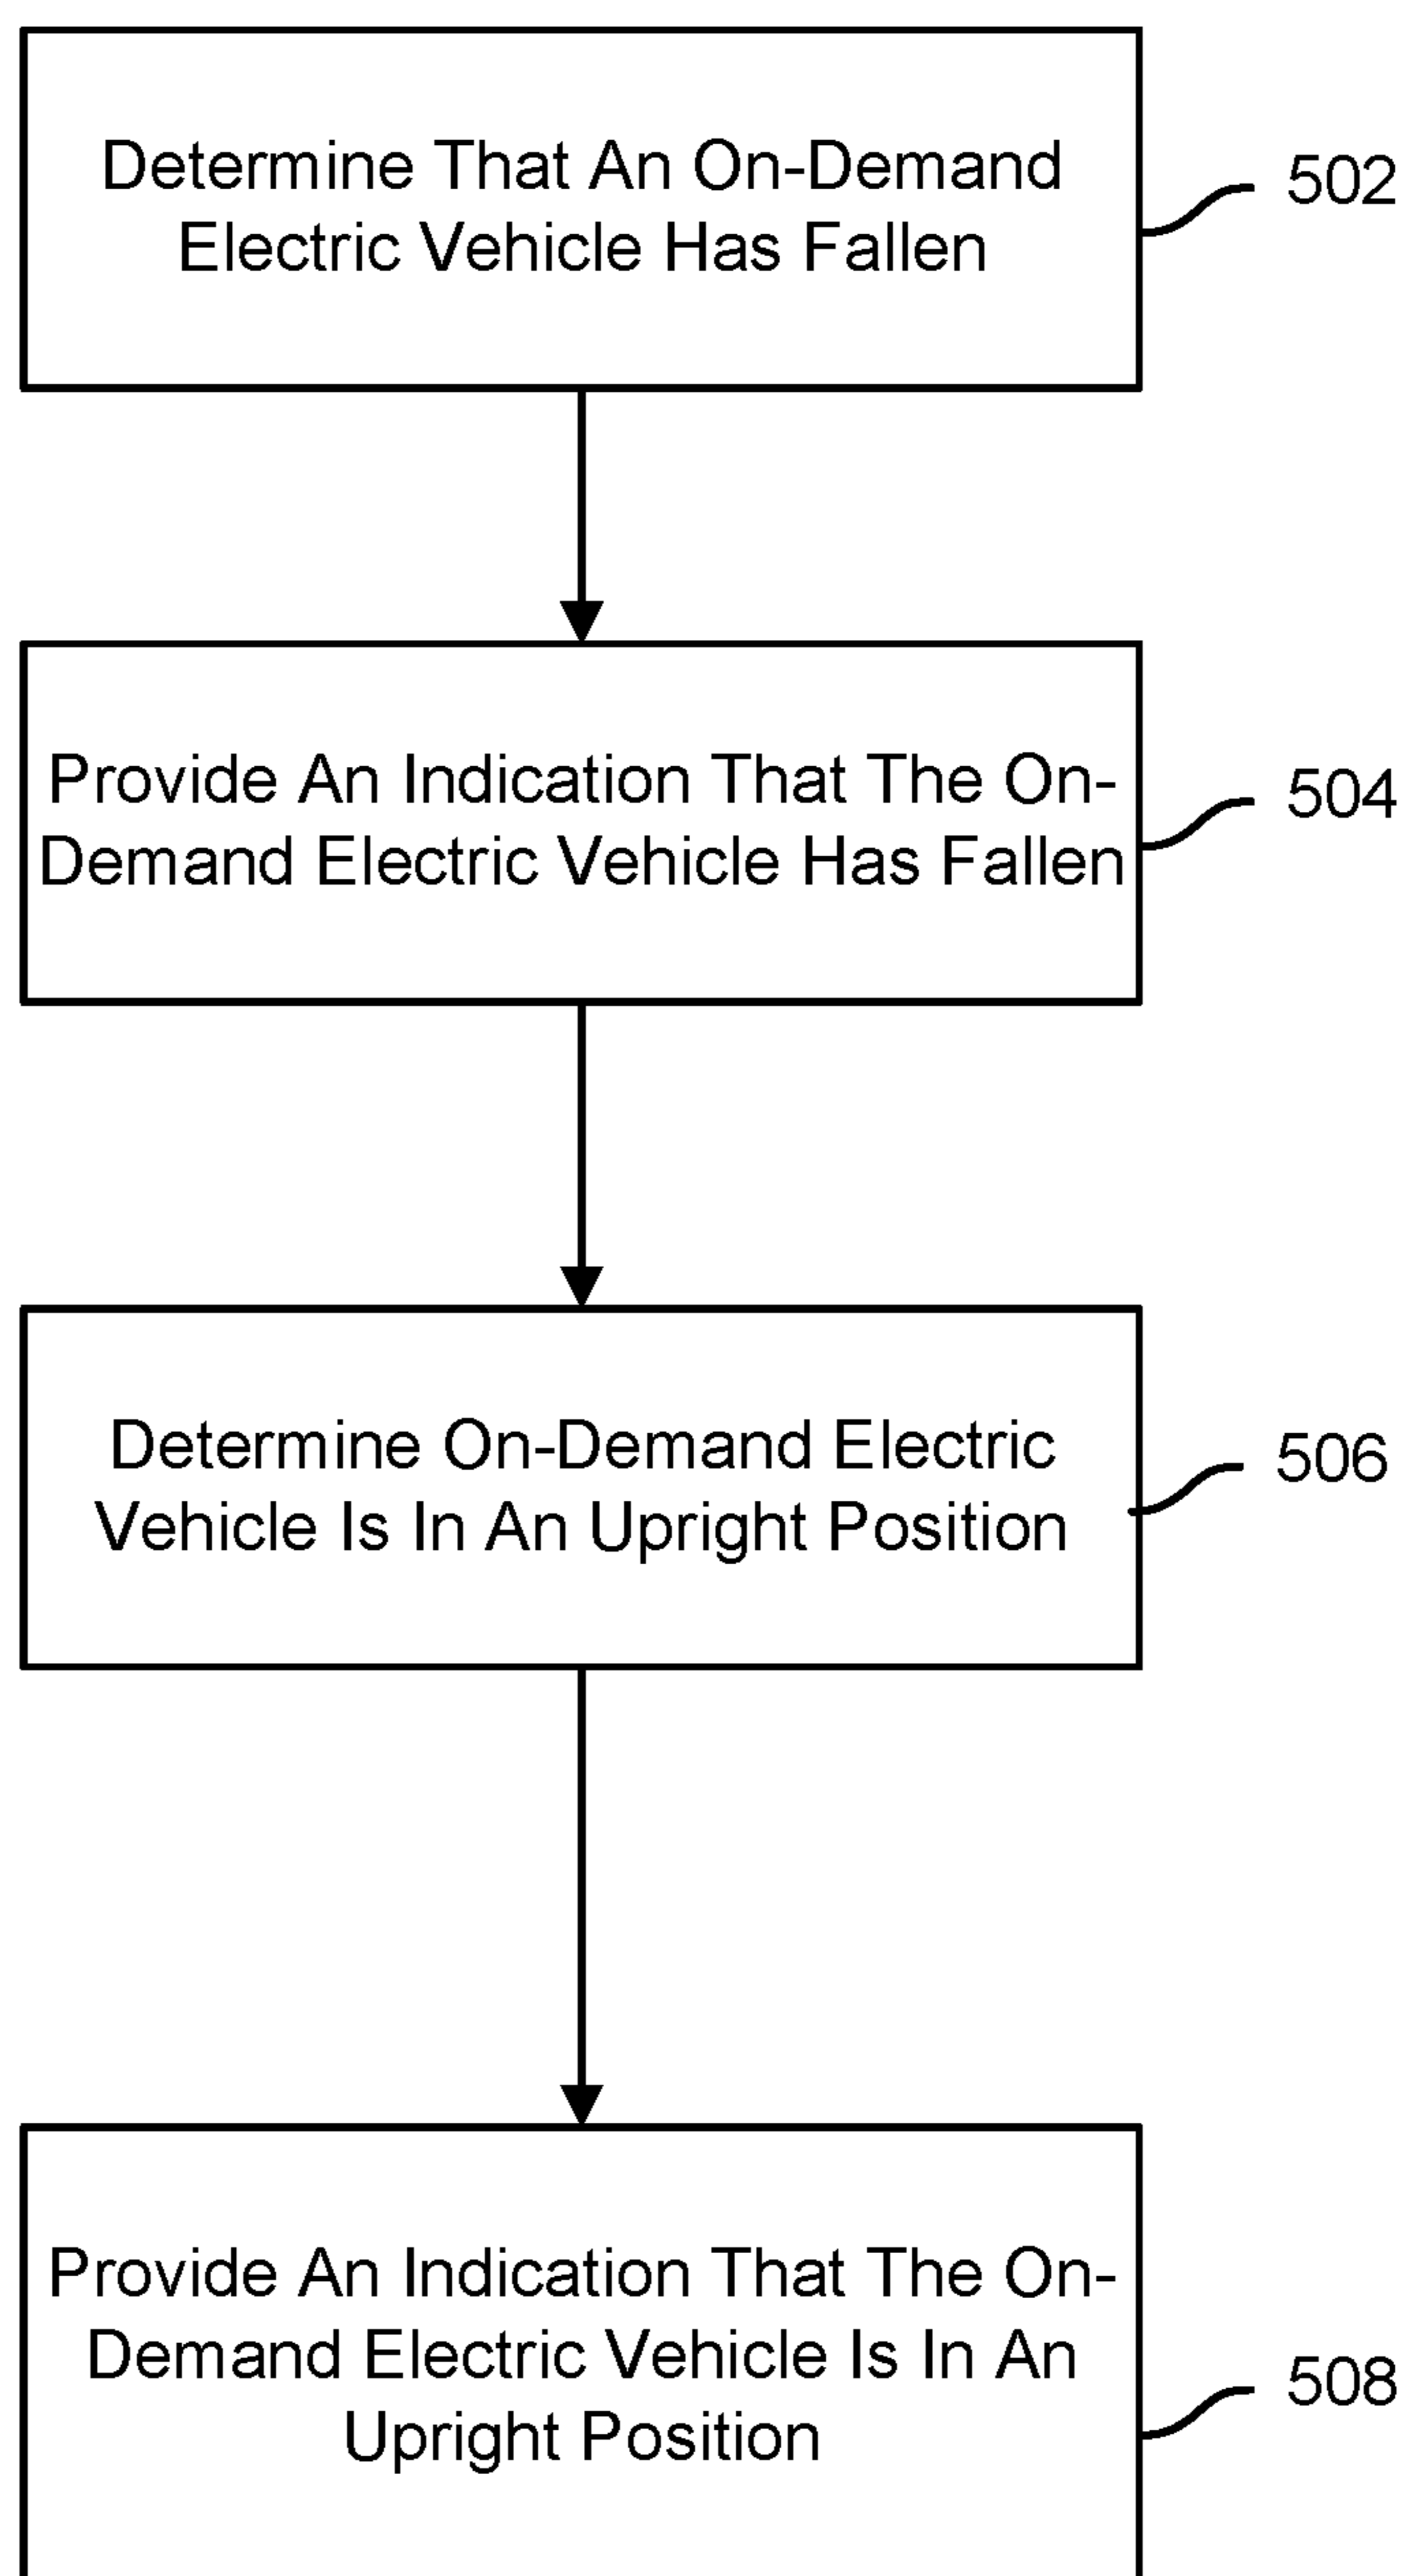 Determine That An On-Demand
Electric Vehicle Has Fallen
502
Provide An Indication That The On-
Demand Electric Vehicle Has Fallen
504
Determine On-Demand Electric
Vehicle Is In An Upright Position
506
Provide An Indication That The On-
Demand Electric Vehicle Is In An
Upright Position
508